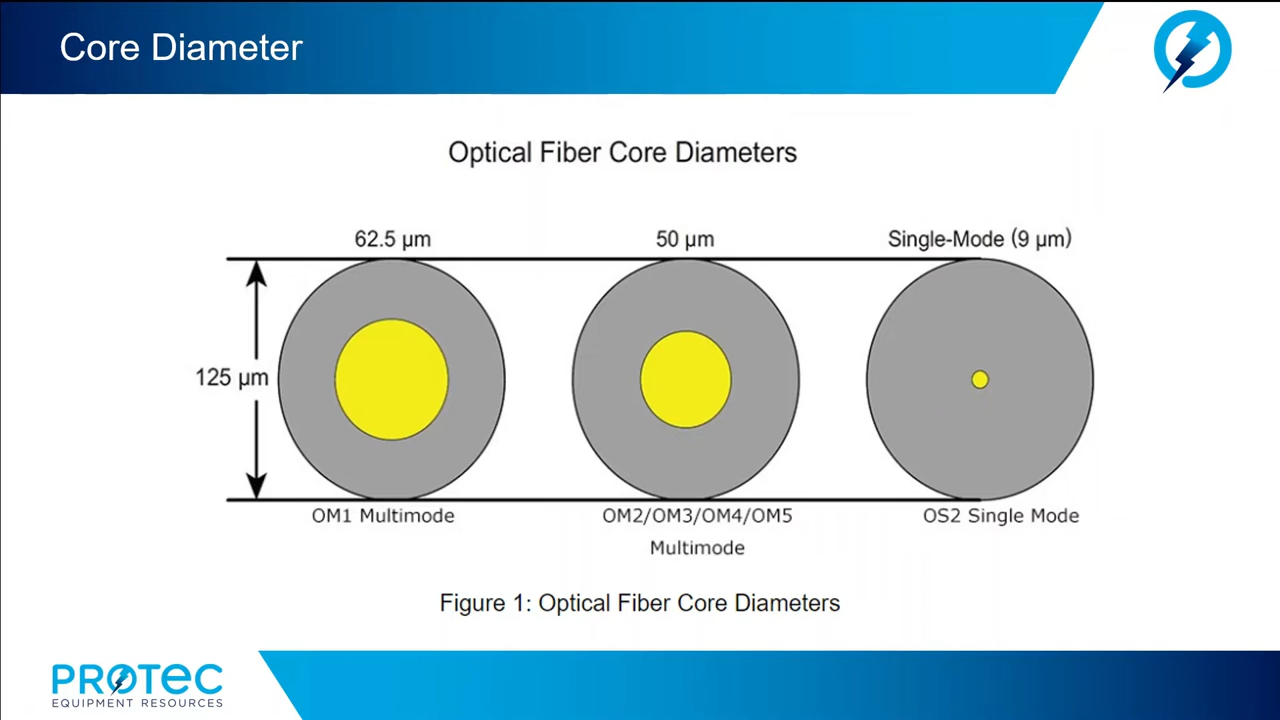 Core Diameter
Optical Fiber Core Diameters
62.5 μm
50 μm
Single-Mode (9 μm)
125 μm
OM1 Multimode
OM2/OM3/OM4/OM5
Multimode
OS2 Single Mode
Figure 1: Optical Fiber Core Diameters
PROTEC
EQUIPMENT RESOURCES